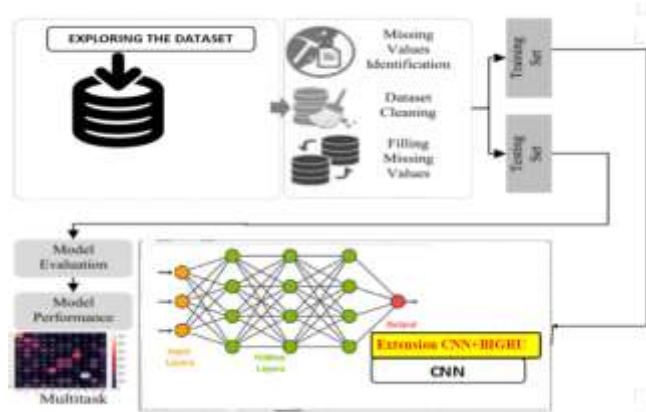 EXPLORING THE DATASET
Missing
Values
Identification
Dataset
Cleaning
Filling
Missing
Values
Training
Set
Testing
Set
Model
Evaluation
Model
Performance
Multitask
Input
Layers
Hidden
Layers
Output
Extension CNN+BIGRU
CNN